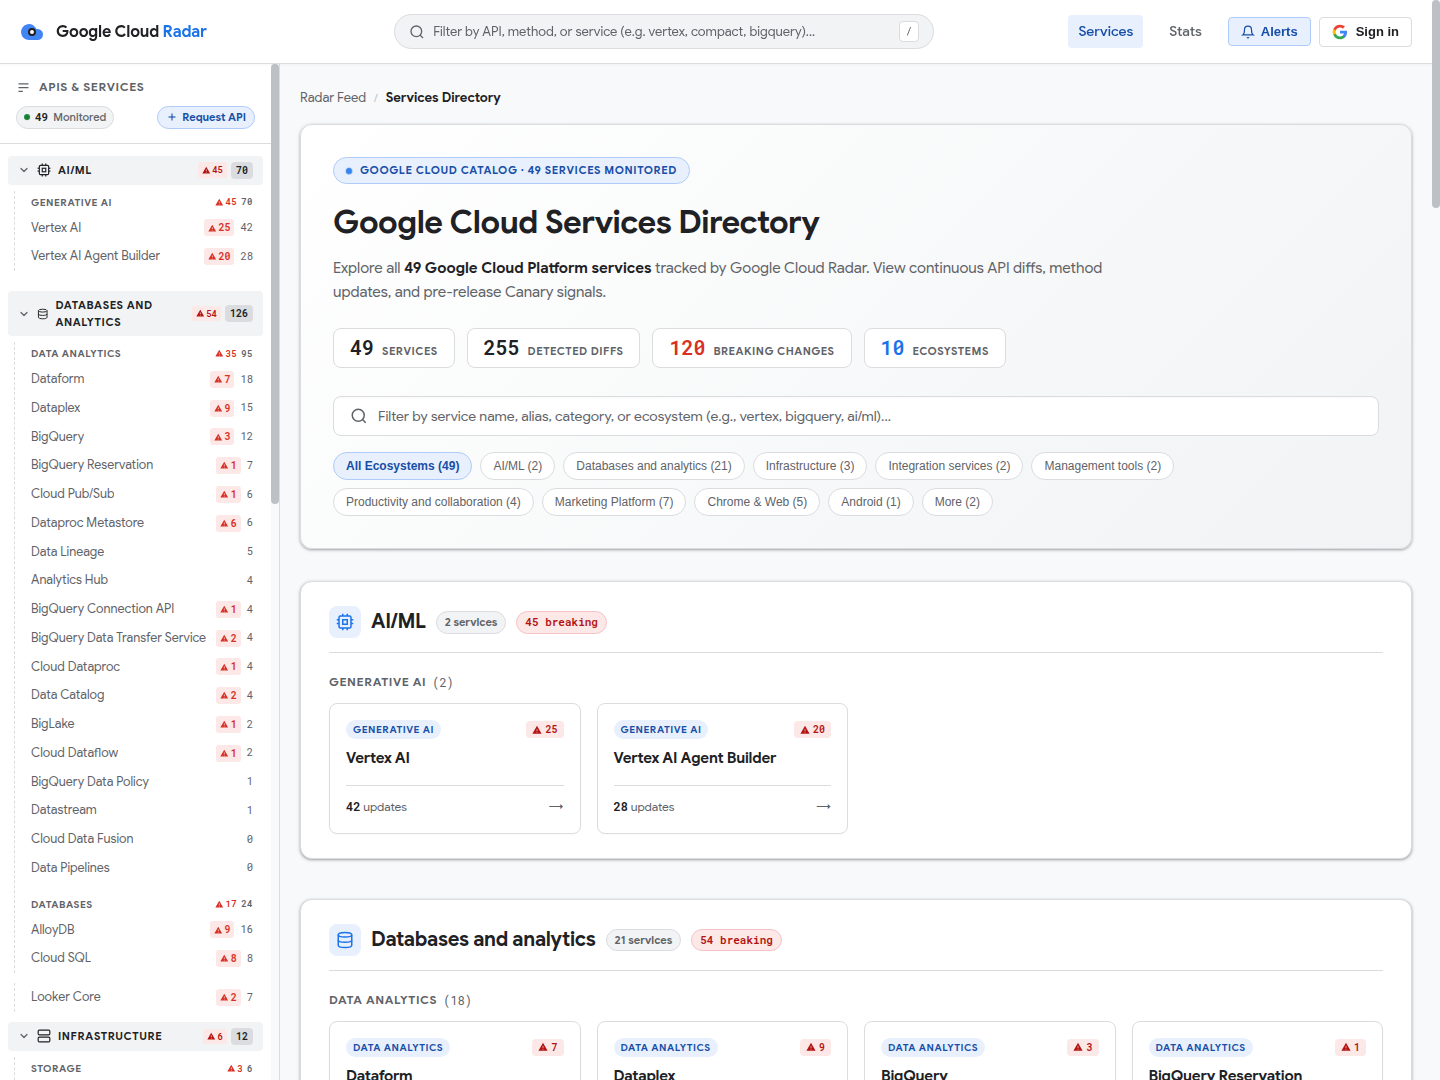 Google Cloud Radar
Filter by API, method, or service (e.g. vertex, compact, bigquery)...
/
Services
Stats
Alerts
Sign in
APIS & SERVICES
49 Monitored
+ Request API
AI/ML 45 70
GENERATIVE AI 45 70
Vertex AI 25 42
Vertex AI Agent Builder 20 28
DATABASES AND
ANALYTICS 54 126
DATA ANALYTICS 35 95
Dataform 7 18
Dataplex 9 15
BigQuery 3 12
BigQuery Reservation 1 7
Cloud Pub/Sub 1 6
Dataproc Metastore 6 6
Data Lineage 5
Analytics Hub 4
BigQuery Connection API 1 4
BigQuery Data Transfer Service 2 4
Cloud Dataproc 1 4
Data Catalog 2 4
BigLake 1 2
Cloud Dataflow 1 2
BigQuery Data Policy 1
Datastream 1
Cloud Data Fusion 0
Data Pipelines 0
DATABASES 17 24
AlloyDB 9 16
Cloud SQL 8 8
Looker Core 2 7
INFRASTRUCTURE 6 12
STORAGE 3 6
Radar Feed / Services Directory
GOOGLE CLOUD CATALOG · 49 SERVICES MONITORED
Google Cloud Services Directory
Explore all 49 Google Cloud Platform services tracked by Google Cloud Radar. View continuous API diffs, method
updates, and pre-release Canary signals.
49 SERVICES
255 DETECTED DIFFS
120 BREAKING CHANGES
10 ECOSYSTEMS
Filter by service name, alias, category, or ecosystem (e.g., vertex, bigquery, ai/ml)...
All Ecosystems (49)
AI/ML (2)
Databases and analytics (21)
Infrastructure (3)
Integration services (2)
Management tools (2)
Productivity and collaboration (4)
Marketing Platform (7)
Chrome & Web (5)
Android (1)
More (2)
AI/ML 2 services 45 breaking
GENERATIVE AI (2)
GENERATIVE AI 25
Vertex AI
42 updates →
GENERATIVE AI 20
Vertex AI Agent Builder
28 updates →
Databases and analytics 21 services 54 breaking
DATA ANALYTICS (18)
DATA ANALYTICS 7
Dataform
DATA ANALYTICS 9
Dataplex
DATA ANALYTICS 3
BigQuery
DATA ANALYTICS 1
BigQuery Reservation